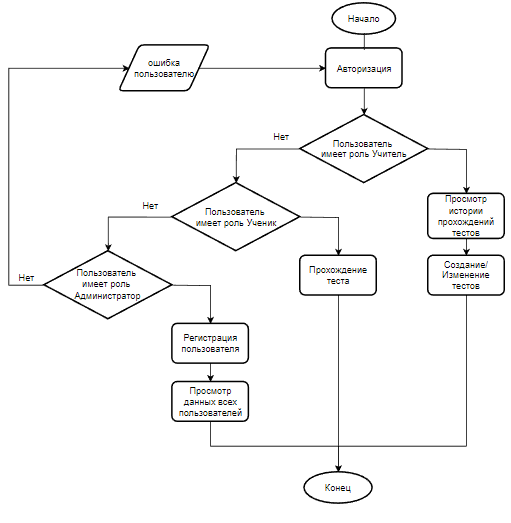 Начало
ошибка
пользователю
Авторизация
Нет
Пользователь
имеет роль Учитель
Нет
Пользователь
имеет роль Ученик
Просмотр
истории
прохождений
тестов
Нет
Пользователь
имеет роль
Администратор
Прохождение
теста
Создание/
Изменение
тестов
Регистрация
пользователя
Просмотр
данных всех
пользователей
Конец